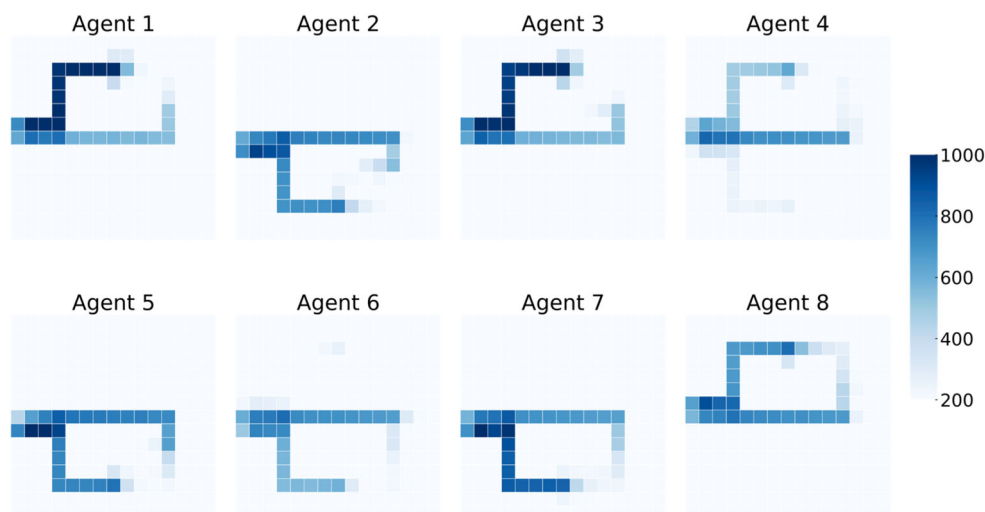 Agent 1
Agent 2
Agent 3
Agent 4
1000
800
600
400
200
Agent 5
Agent 6
Agent 7
Agent 8